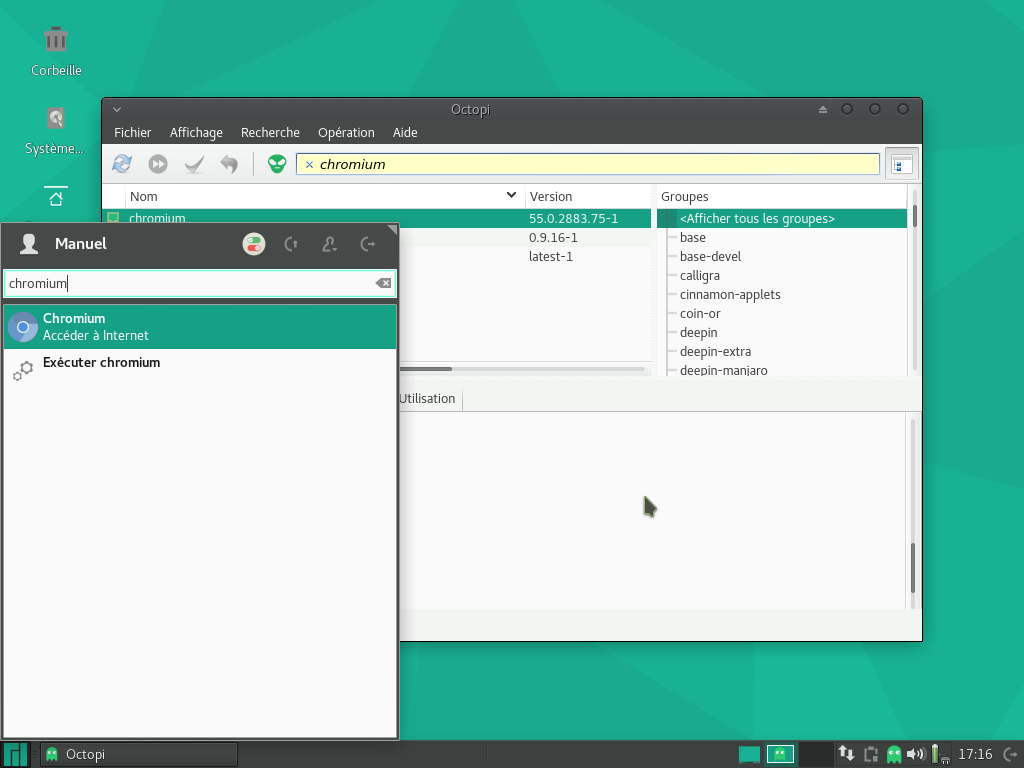 Corbeille
Système...
Octopi
Fichier Affichage Recherche Opération Aide
chromium
Nom Version Groupes
chromium 55.0.2883.75-1 <Afficher tous les groupes>
0.9.16-1 base
latest-1 base-devel
calligra
cinnamon-applets
coin-or
deepin
deepin-extra
deepin-manjaro
Utilisation
Manuel
chromium
Chromium
Accéder à Internet
Exécuter chromium
Octopi
17:16